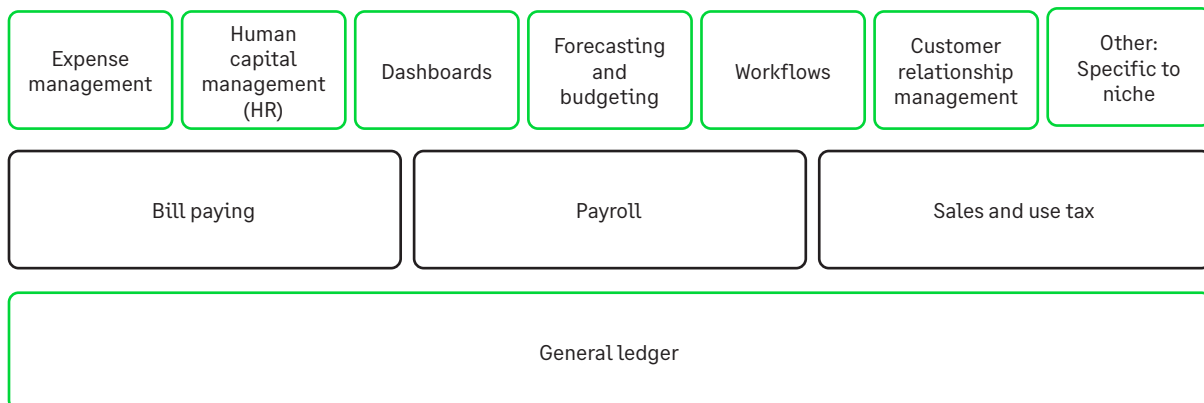 Expense
management
Human
capital
management
(HR)
Dashboards
Forecasting
and
budgeting
Workflows
Customer
relationship
management
Other:
Specific to
niche
Bill paying
Payroll
Sales and use tax
General ledger